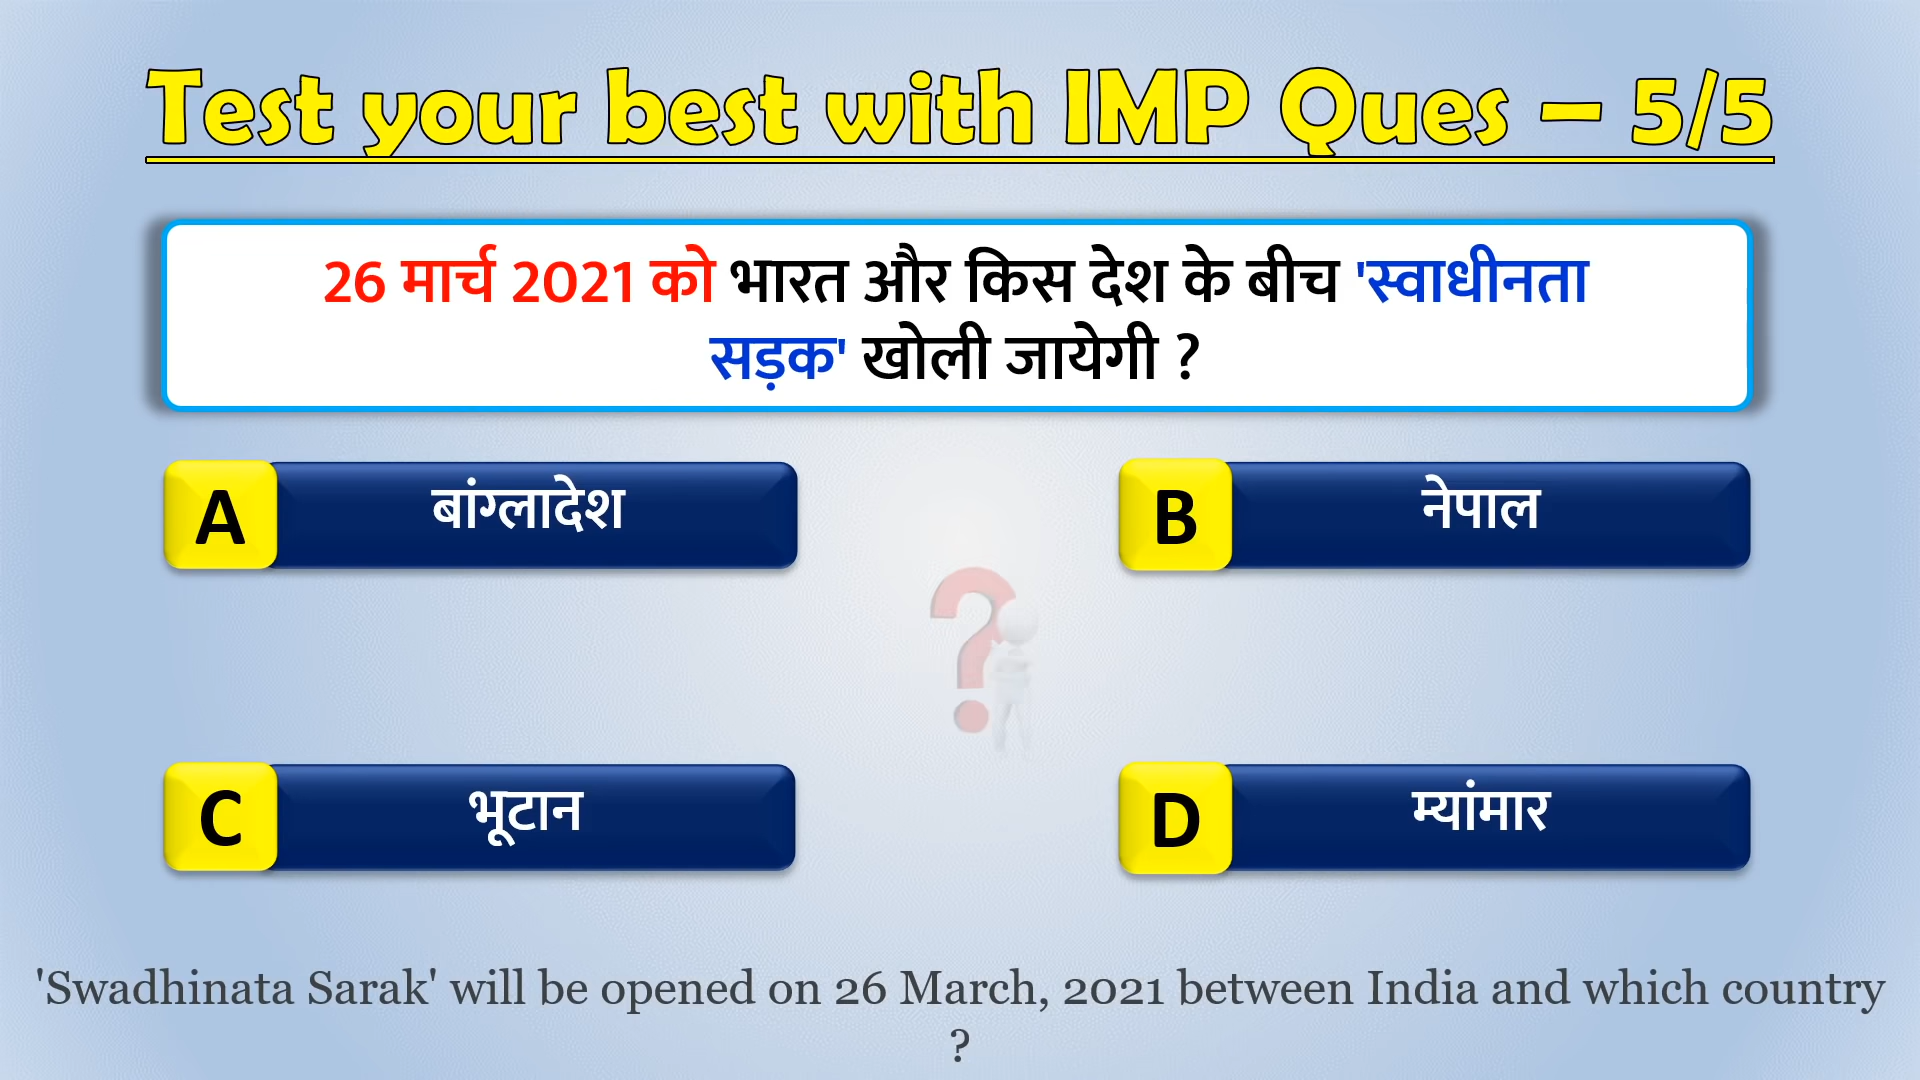 Test your best with IMP Ques – 5/5
26 मार्च 2021 को भारत और किस देश के बीच 'स्वाधीनता
सड़क' खोली जायेगी ?
A बांग्लादेश
B नेपाल
C भूटान
D म्यांमार
'Swadhinata Sarak' will be opened on 26 March, 2021 between India and which country
?